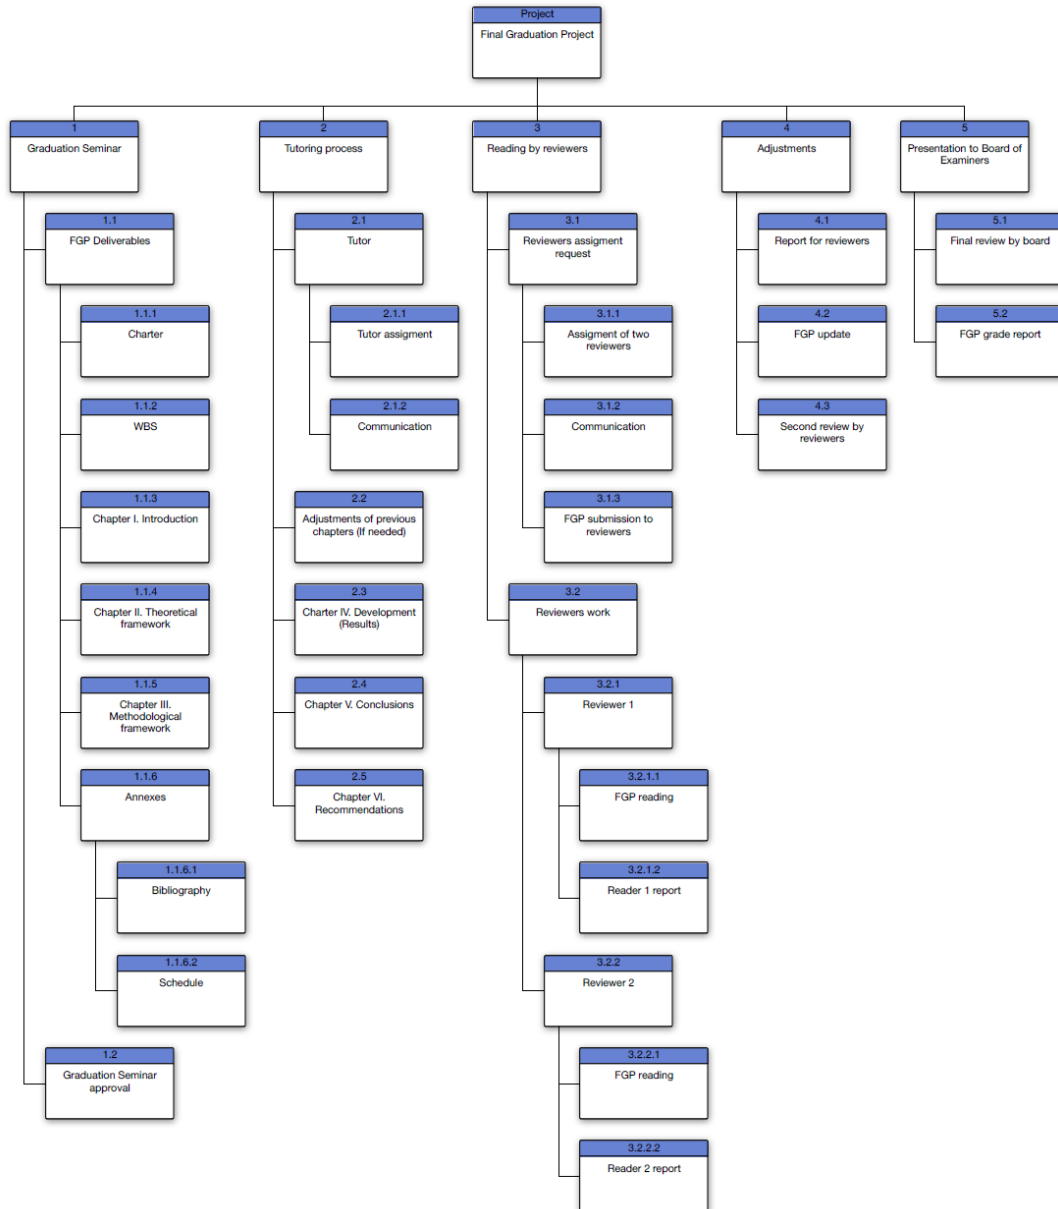 Project
Final Graduation Project
1
Graduation Seminar
1.1
FGP Deliverables
1.1.1
Charter
1.1.2
WBS
1.1.3
Chapter I. Introduction
1.1.4
Chapter II. Theoretical
framework
1.1.5
Chapter III.
Methodological
framework
1.1.6
Annexes
1.1.6.1
Bibliography
1.1.6.2
Schedule
1.2
Graduation Seminar
approval
2
Tutoring process
2.1
Tutor
2.1.1
Tutor assigment
2.1.2
Communication
2.2
Adjustments of previous
chapters (If needed)
2.3
Charter IV. Development
(Results)
2.4
Chapter V. Conclusions
2.5
Chapter VI.
Recommendations
3
Reading by reviewers
3.1
Reviewers assigment
request
3.1.1
Assigment of two
reviewers
3.1.2
Communication
3.1.3
FGP submission to
reviewers
3.2
Reviewers work
3.2.1
Reviewer 1
3.2.1.1
FGP reading
3.2.1.2
Reader 1 report
3.2.2
Reviewer 2
3.2.2.1
FGP reading
3.2.2.2
Reader 2 report
4
Adjustments
4.1
Report for reviewers
4.2
FGP update
4.3
Second review by
reviewers
5
Presentation to Board of
Examiners
5.1
Final review by board
5.2
FGP grade report